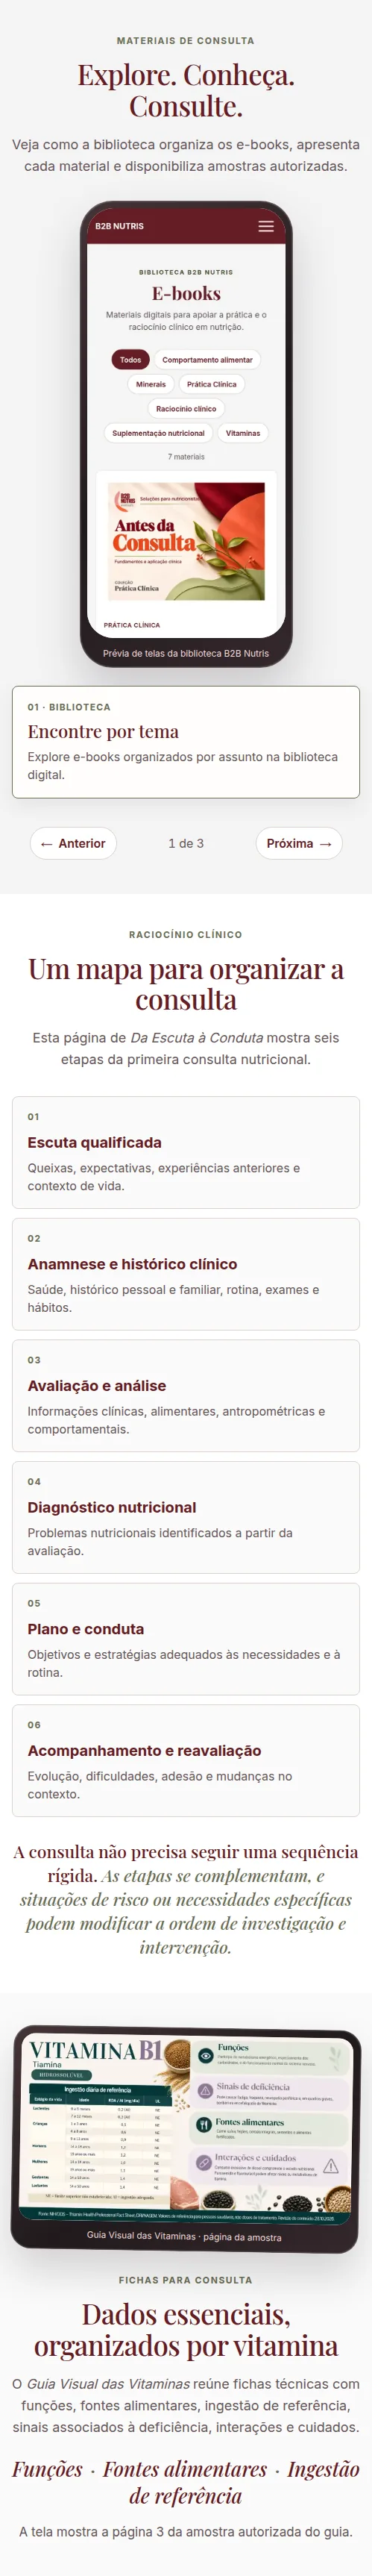 MATERIAIS DE CONSULTA
Explore. Conheça.
Consulte.
Veja como a biblioteca organiza os e-books, apresenta
cada material e disponibiliza amostras autorizadas.
B2B NUTRIS
BIBLIOTECA B2B NUTRIS
E-books
Materiais digitais para apoiar a prática e o
raciocínio clínico em nutrição.
Todos
Comportamento alimentar
Minerais
Prática Clínica
Raciocínio clínico
Suplementação nutricional
Vitaminas
7 materiais
Soluções para nutricionistas
Antes da
Consulta
Fundamentos e aplicação clínica
Prática Clínica
PRÁTICA CLÍNICA
Prévia de telas da biblioteca B2B Nutris
01 · BIBLIOTECA
Encontre por tema
Explore e-books organizados por assunto na biblioteca
digital.
← Anterior
1 de 3
Próxima →
RACIOCÍNIO CLÍNICO
Um mapa para organizar a
consulta
Esta página de Da Escuta à Conduta mostra seis
etapas da primeira consulta nutricional.
01
Escuta qualificada
Queixas, expectativas, experiências anteriores e
contexto de vida.
02
Anamnese e histórico clínico
Saúde, histórico pessoal e familiar, rotina, exames e
hábitos.
03
Avaliação e análise
Informações clínicas, alimentares, antropométricas e
comportamentais.
04
Diagnóstico nutricional
Problemas nutricionais identificados a partir da
avaliação.
05
Plano e conduta
Objetivos e estratégias adequados às necessidades e à
rotina.
06
Acompanhamento e reavaliação
Evolução, dificuldades, adesão e mudanças no
contexto.
A consulta não precisa seguir uma sequência
rígida. As etapas se complementam, e
situações de risco ou necessidades específicas
podem modificar a ordem de investigação e
intervenção.
VITAMINA B1
Tiamina
HIDROSSOLÚVEL
Ingestão diária de referência
Funções
Sinais de deficiência
Fontes alimentares
Interações e cuidados
Guia Visual das Vitaminas · página da amostra
FICHAS PARA CONSULTA
Dados essenciais,
organizados por vitamina
O Guia Visual das Vitaminas reúne fichas técnicas com
funções, fontes alimentares, ingestão de referência,
sinais associados à deficiência, interações e cuidados.
Funções · Fontes alimentares · Ingestão
de referência
A tela mostra a página 3 da amostra autorizada do guia.